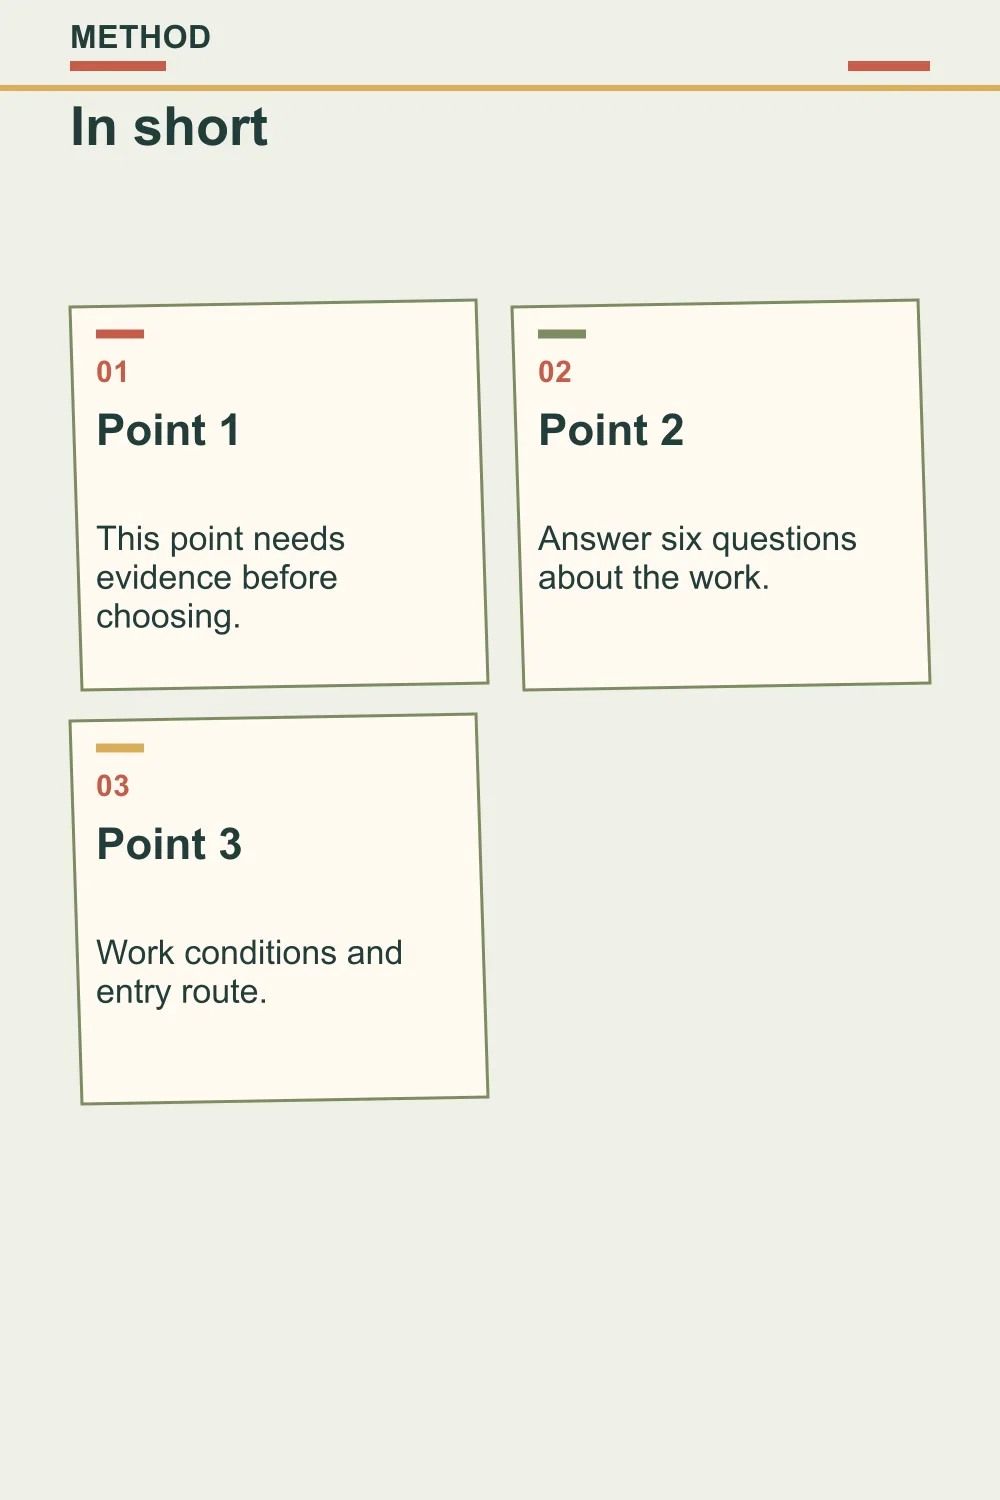 METHOD
In short
01
Point 1
This point needs
evidence before
choosing.
02
Point 2
Answer six questions
about the work.
03
Point 3
Work conditions and
entry route.